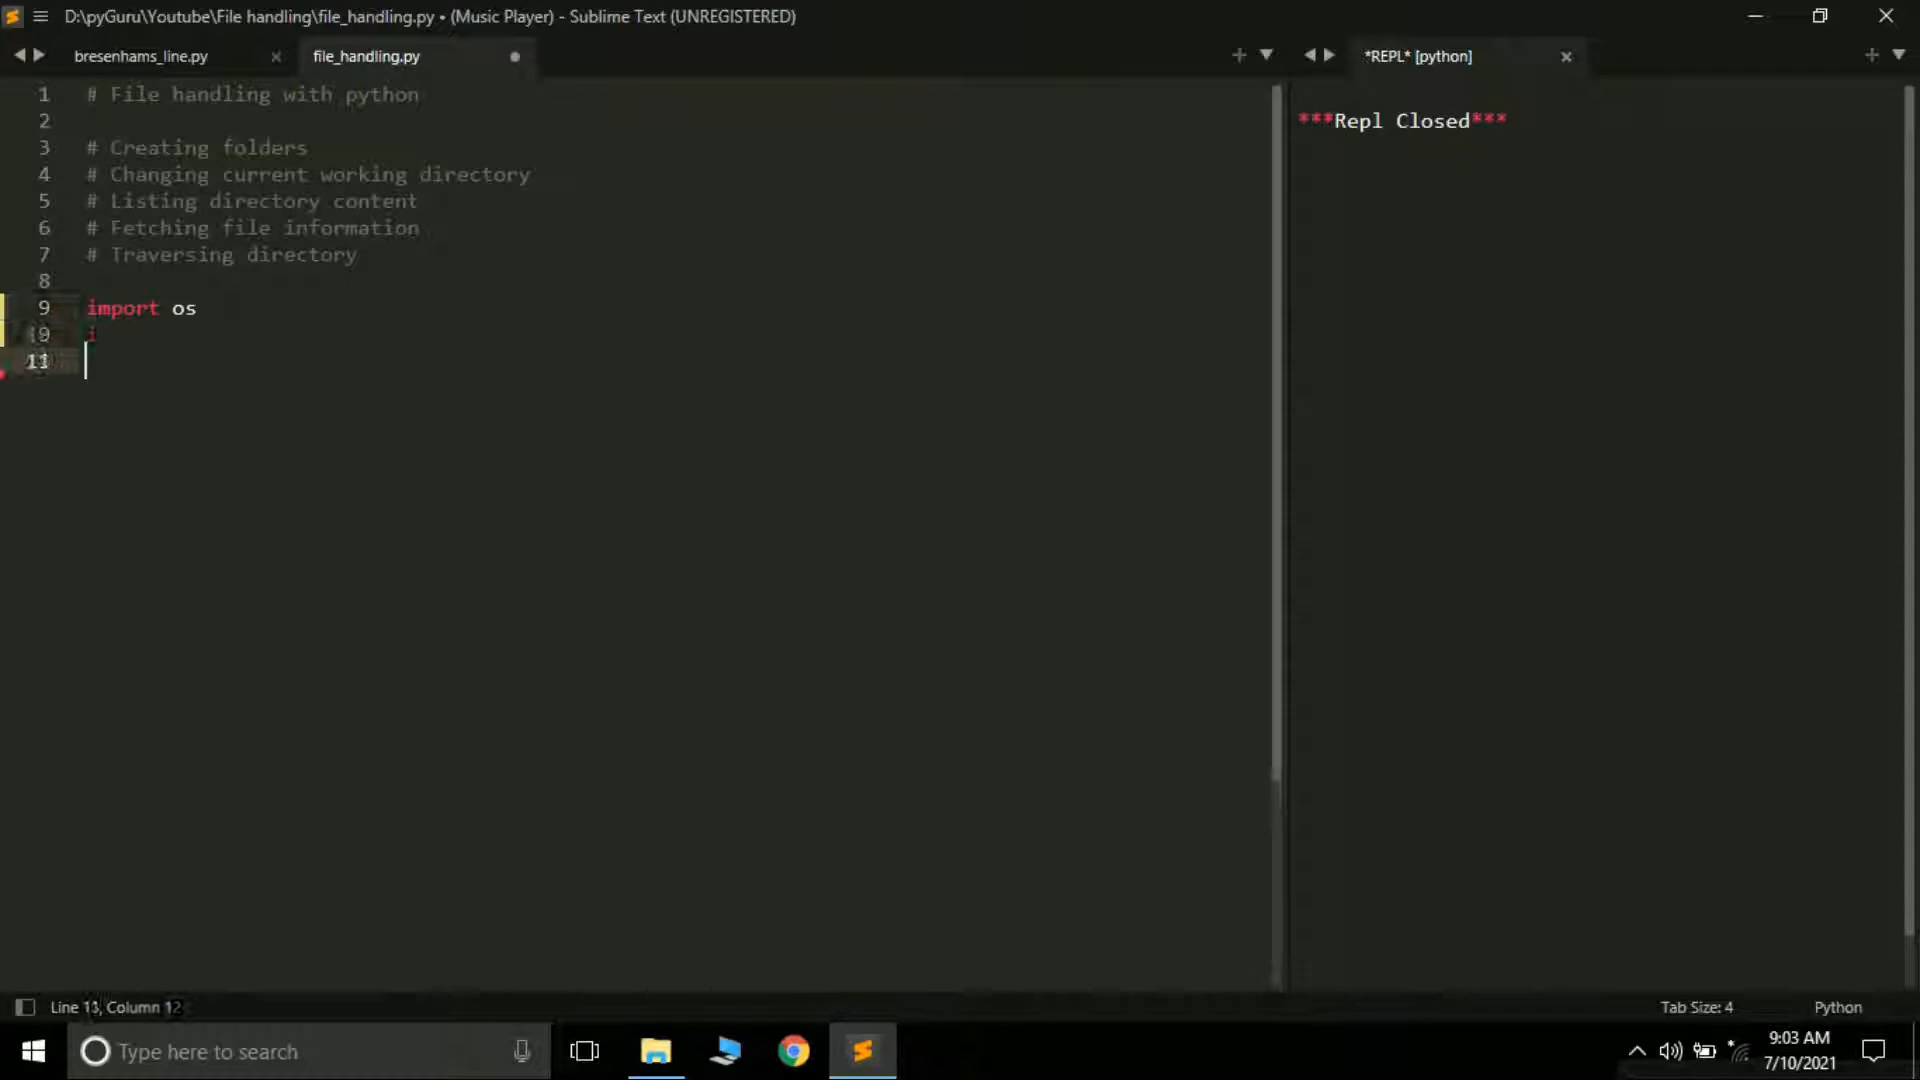 D:\pyGuru\Youtube\File handling\file_handling.py • (Music Player) - Sublime Text (UNREGISTERED)
bresenhams_line.py
file_handling.py
*REPL* [python]
1 # File handling with python
2
3 # Creating folders
4 # Changing current working directory
5 # Listing directory content
6 # Fetching file information
7 # Traversing directory
8
9 import os
i
11
***Repl Closed***
Column 12
Tab Size: 4
Python
Type here to search
9:03 AM
7/10/2021